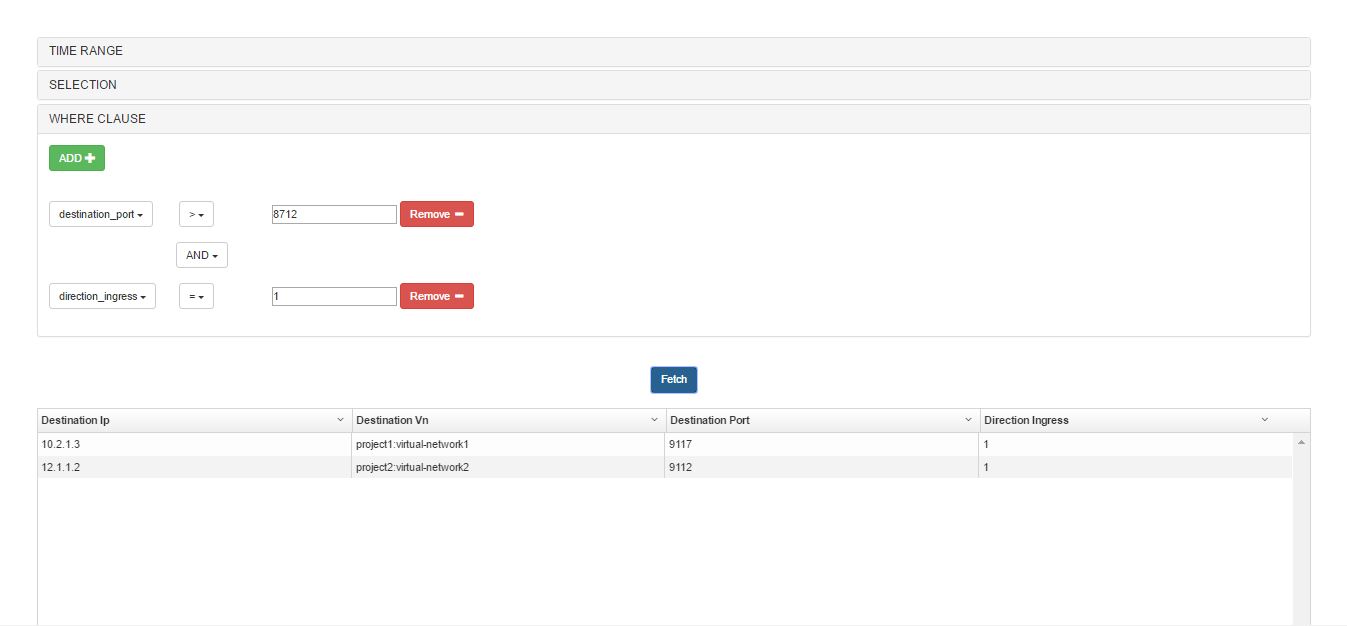 TIME RANGE
SELECTION
WHERE CLAUSE
ADD
destination_port > 8712 Remove
AND
direction_ingress = 1 Remove
Fetch
Destination Ip Destination Vn Destination Port Direction Ingress
10.2.1.3 project1:virtual-network1 9117 1
12.1.1.2 project2:virtual-network2 9112 1